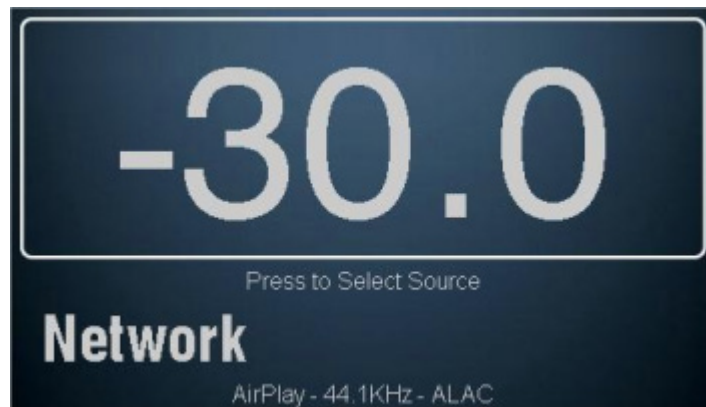 -30.0
Press to Select Source
Network
AirPlay - 44.1KHz - ALAC